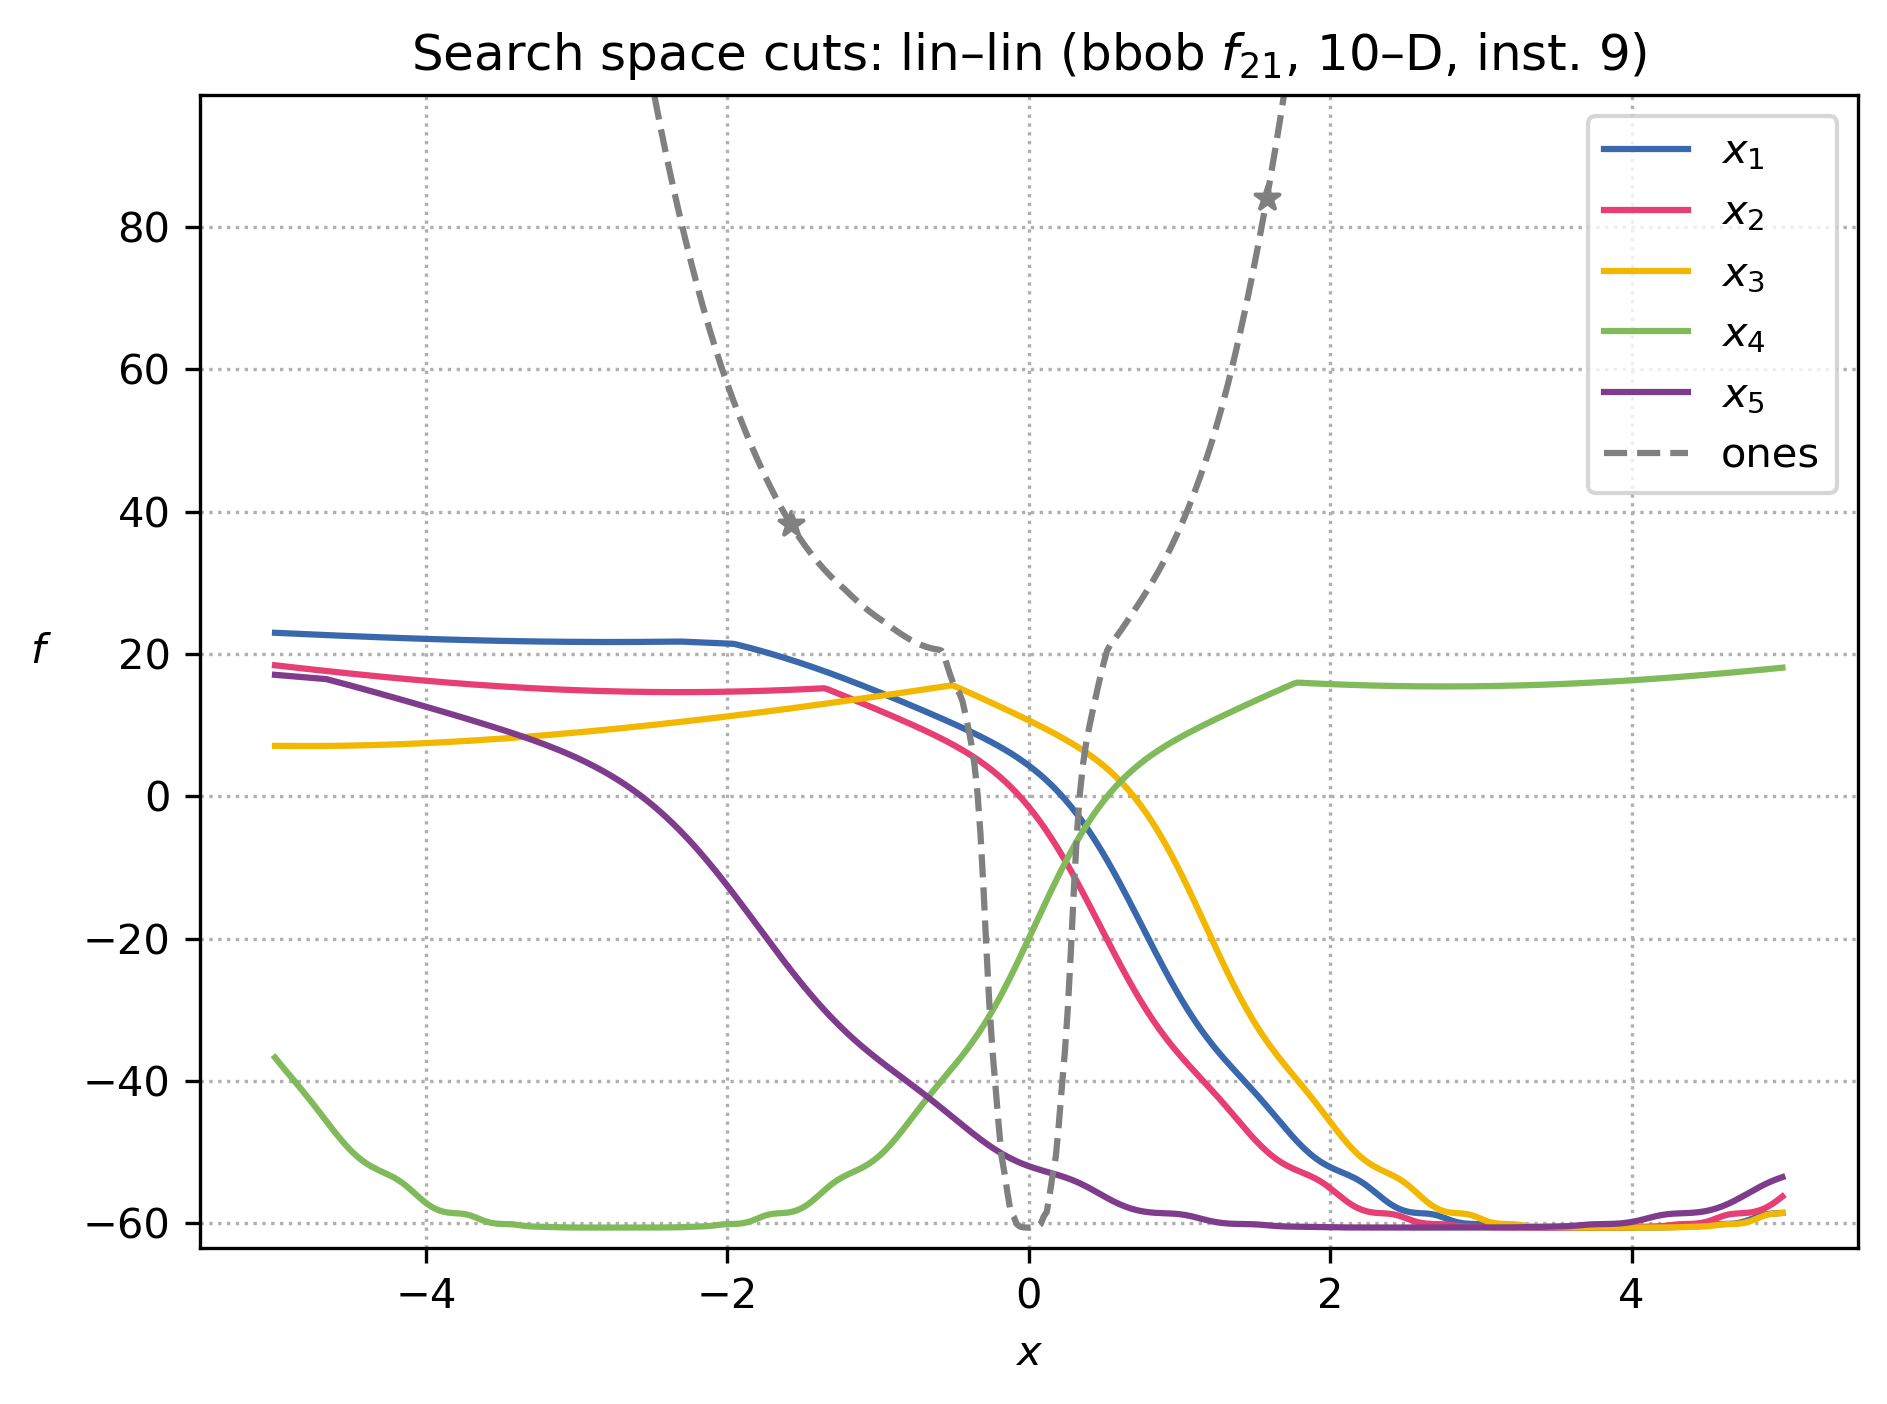 Search space cuts: lin–lin (bbob f₂₁, 10–D, inst. 9)
f
80
60
40
20
0
−20
−40
−60
−4 −2 0 2 4
x
x₁
x₂
x₃
x₄
x₅
ones